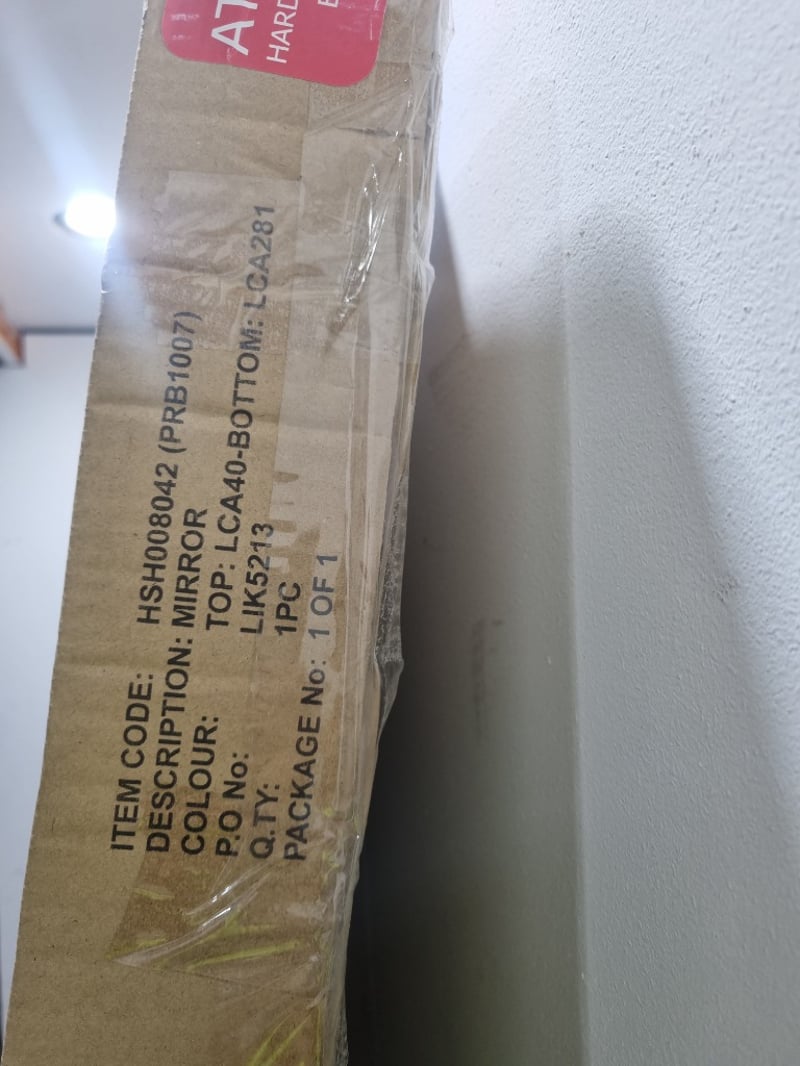 AT
HARD
ITEM CODE: HSH008042 (PRB1007)
DESCRIPTION: MIRROR
COLOUR: TOP: LCA40-BOTTOM: LCA281
P.O No: LIK5213
Q.TY: 1PC
PACKAGE No: 1 OF 1